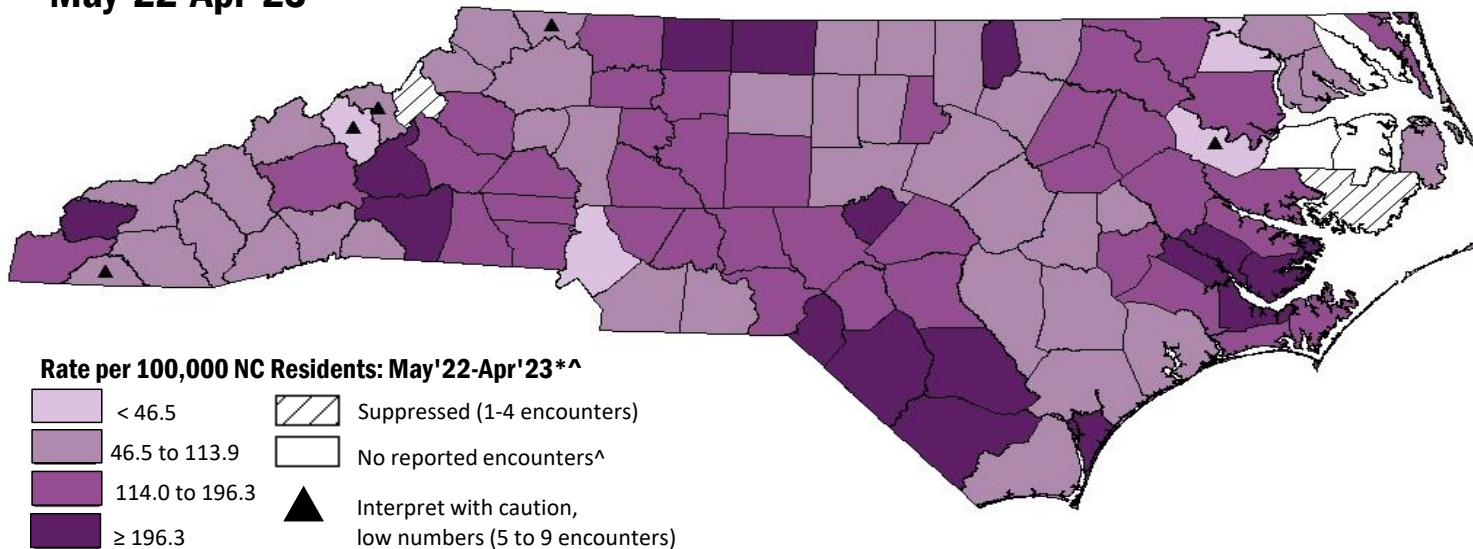 May'22-Apr'23
Rate per 100,000 NC Residents: May'22-Apr'23*^
< 46.5
46.5 to 113.9
114.0 to 196.3
≥ 196.3
Suppressed (1-4 encounters)
No reported encounters^
Interpret with caution,
low numbers (5 to 9 encounters)